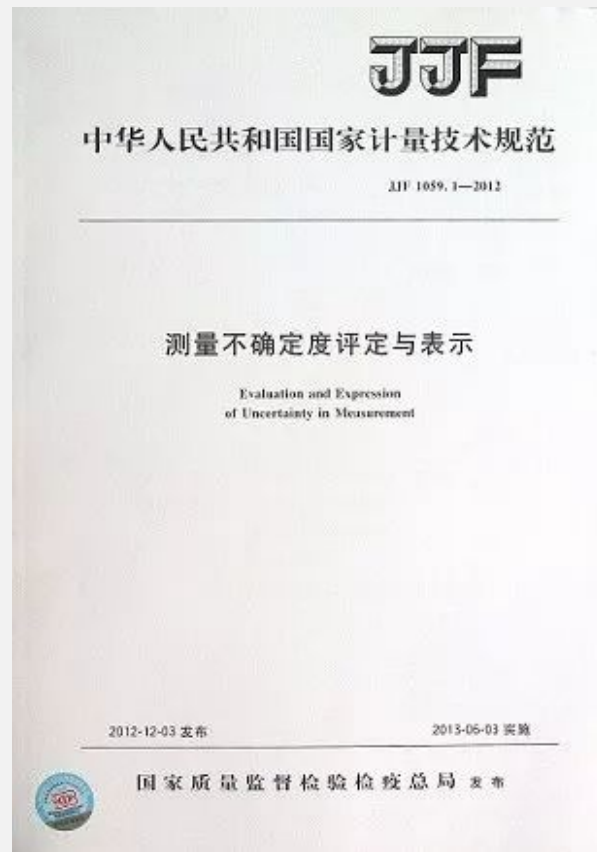 JJF
中华人民共和国国家计量技术规范
JJF 1059.1—2012
测量不确定度评定与表示
Evaluation and Expression
of Uncertainty in Measurement
2012-12-03 发布
2013-06-03 实施
国家质量监督检验检疫总局 发布